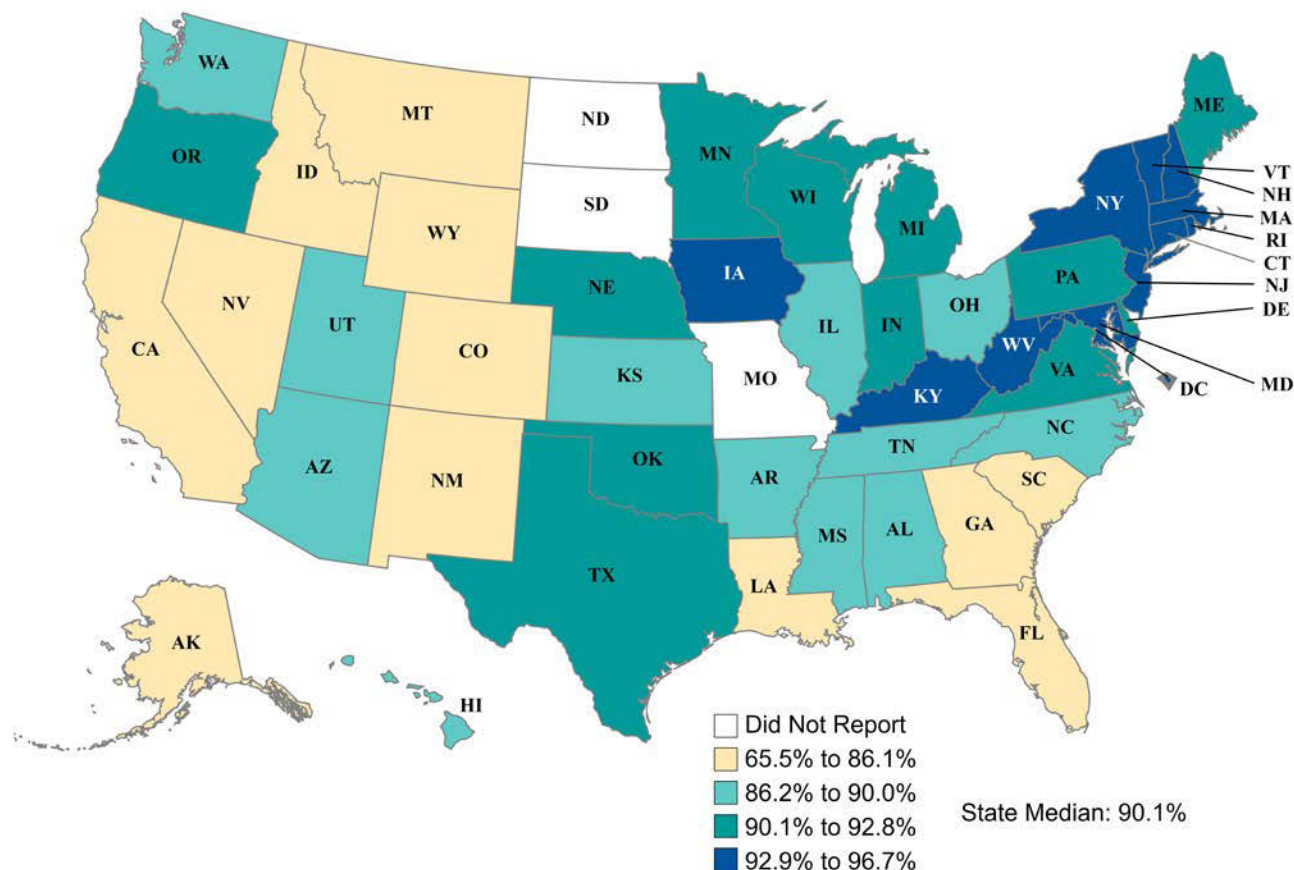 WA
MT
ND
ME
OR
MN
ID
VT
WI
NH
SD
NY
MA
WY
MI
RI
CT
IA
PA
NJ
NE
NV
OH
DE
UT
IL
IN
CA
CO
WV
KS
VA
MO
DC
MD
KY
NC
TN
OK
AZ
AR
NM
SC
GA
MS
AL
TX
LA
FL
AK
HI
Did Not Report
65.5% to 86.1%
86.2% to 90.0%
90.1% to 92.8%
92.9% to 96.7%
State Median: 90.1%